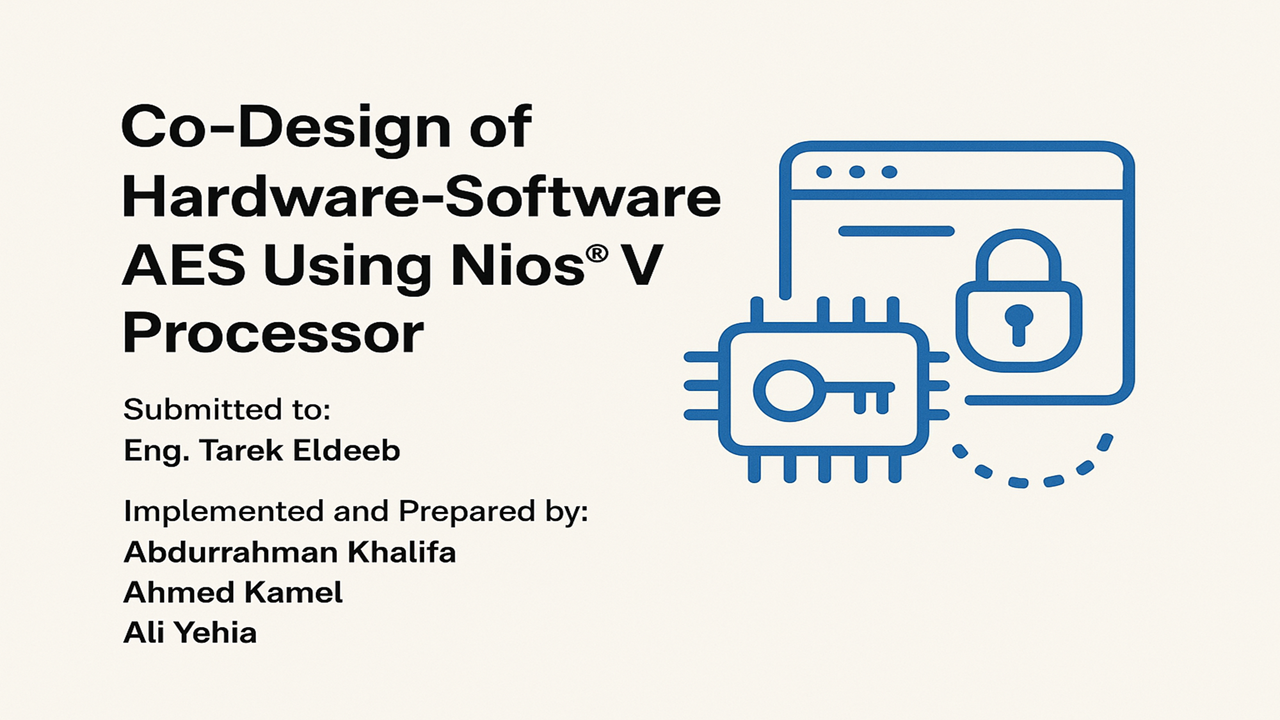 Co-Design of
Hardware-Software
AES Using Nios® V
Processor
Submitted to:
Eng. Tarek Eldeeb
Implemented and Prepared by:
Abdurrahman Khalifa
Ahmed Kamel
Ali Yehia